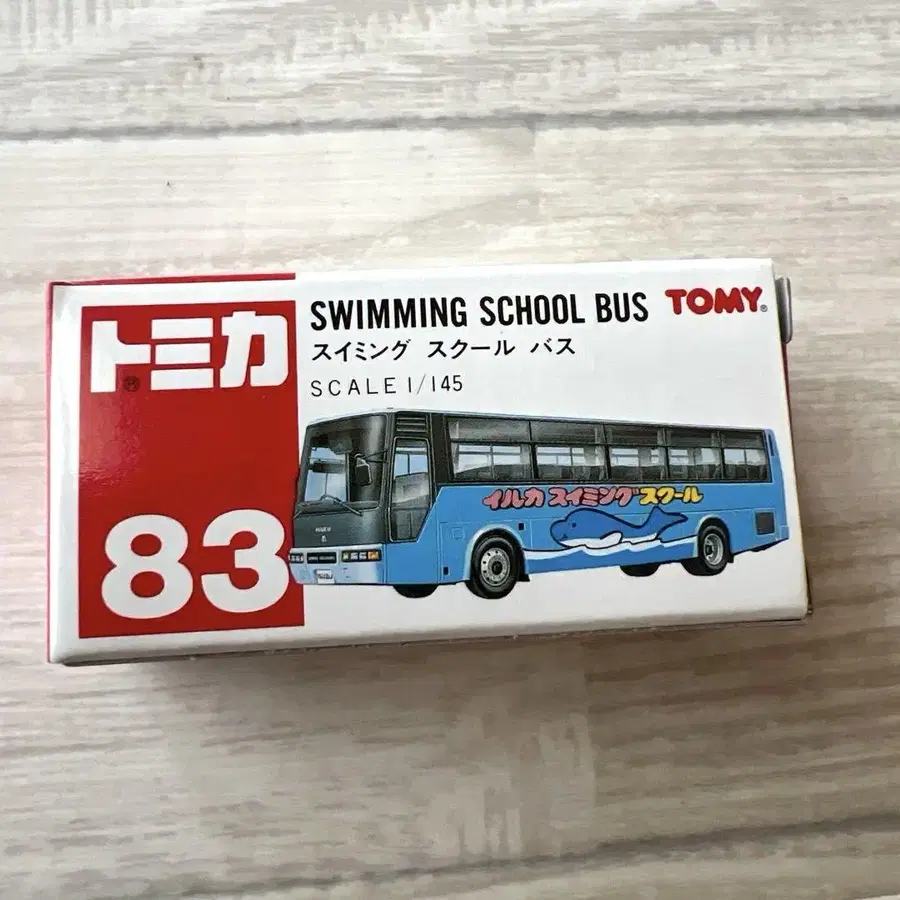 トミカ®
83
SWIMMING SCHOOL BUS
スイミング スクール バス
SCALE 1/145
TOMY®
イルカ スイミングスクール